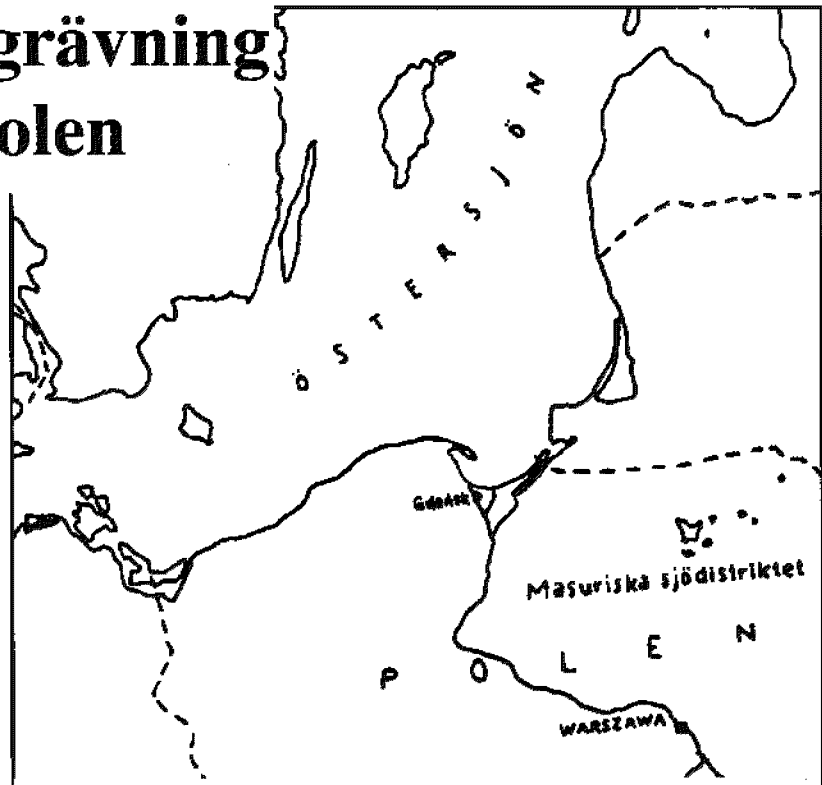 grävning
olen
ÖSTERSJÖN
Gdańsk
Masuriska sjödistriktet
POLEN
WARSZAWA